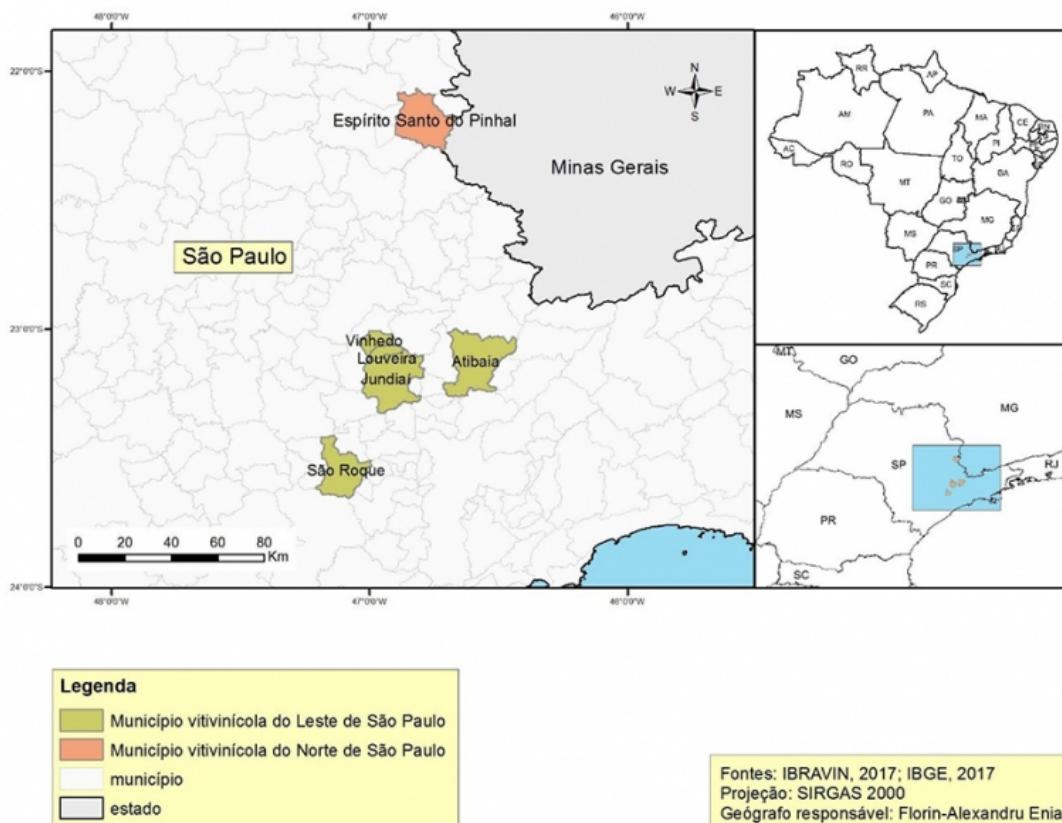 48°0'0"W
47°0'0"W
46°0'0"W
22°0'0"S
23°0'0"S
24°0'0"S
N
W E
S
Espírito Santo do Pinhal
Minas Gerais
São Paulo
Vinhedo
Louveira
Jundiaí
Atibaia
São Roque
0 20 40 60 80
Km
48°0'0"W
47°0'0"W
46°0'0"W
RR
AP
AM
PA
MA
CE
AC
PI
RO
TO
BA
MT
GO
MG
MS
SP
PR
SC
RS
MT
GO
MS
MG
SP
RJ
PR
SC
Legenda
Município vitivinícola do Leste de São Paulo
Município vitivinícola do Norte de São Paulo
município
estado
Fontes: IBRAVIN, 2017; IBGE, 2017
Projeção: SIRGAS 2000
Geógrafo responsável: Florin-Alexandru Enia